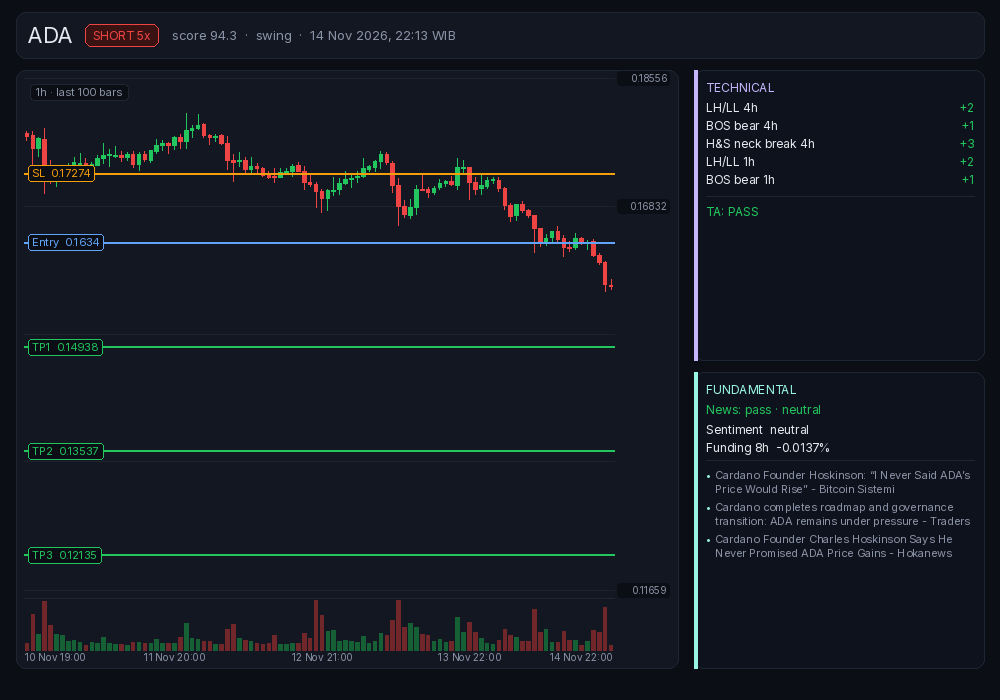 ADA SHORT 5x score 94.3 · swing · 14 Nov 2026, 22:13 WIB
1h · last 100 bars
0.18556
SL 0.17274
0.16832
Entry 0.1634
TP1 0.14938
TP2 0.13537
TP3 0.12135
0.11659
10 Nov 19:00 11 Nov 20:00 12 Nov 21:00 13 Nov 22:00 14 Nov 22:00
TECHNICAL
LH/LL 4h +2
BOS bear 4h +1
H&S neck break 4h +3
LH/LL 1h +2
BOS bear 1h +1
TA: PASS
FUNDAMENTAL
News: pass · neutral
Sentiment neutral
Funding 8h -0.0137%
• Cardano Founder Hoskinson: “I Never Said ADA’s
Price Would Rise” - Bitcoin Sistemi
• Cardano completes roadmap and governance
transition: ADA remains under pressure - Traders
• Cardano Founder Charles Hoskinson Says He
Never Promised ADA Price Gains - Hokanews